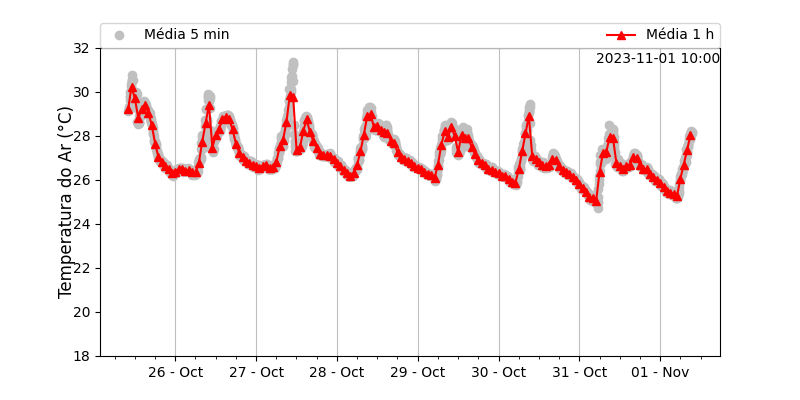 Média 5 min
Média 1 h
2023-11-01 10:00
Temperatura do Ar (°C)
32
30
28
26
24
22
20
18
26 - Oct
27 - Oct
28 - Oct
29 - Oct
30 - Oct
31 - Oct
01 - Nov